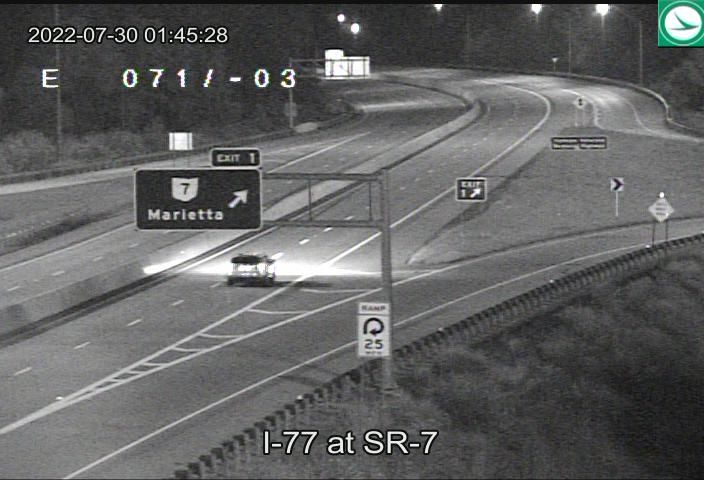 2022-07-30 01:45:28
E 071/-03
EXIT 1
7
Marietta
EXIT
1
RAMP
25
I-77 at SR-7